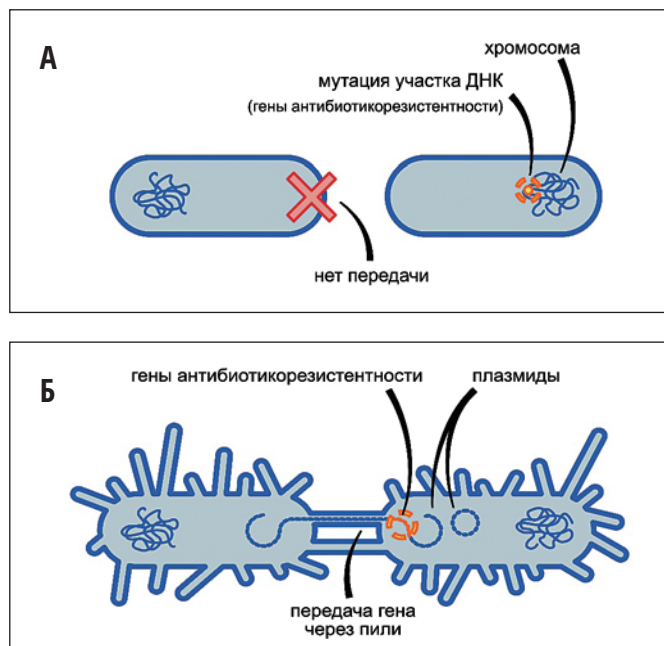 А
хромосома
мутация участка ДНК
(гены антибиотикорезистентности)
нет передачи
Б
гены антибиотикорезистентности
плазмиды
передача гена
через пили